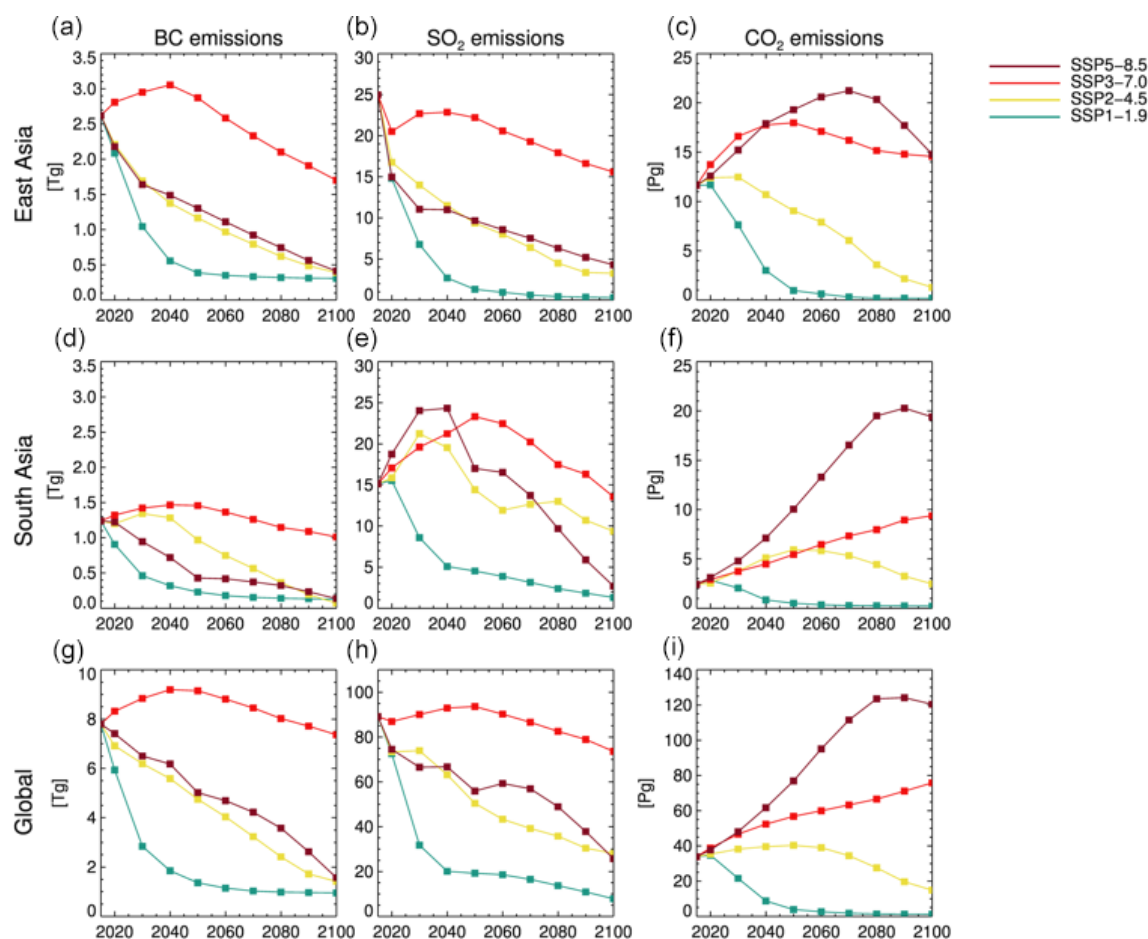 (a) BC emissions (b) SO2 emissions (c) CO2 emissions
SSP5−8.5
SSP3−7.0
SSP2−4.5
SSP1−1.9
East Asia
[Tg]
3.5
3.0
2.5
2.0
1.5
1.0
0.5
0.0
2020 2040 2060 2080 2100
30
25
20
15
10
5
0
2020 2040 2060 2080 2100
[Pg]
25
20
15
10
5
0
2020 2040 2060 2080 2100
(d) (e) (f)
South Asia
[Tg]
3.5
3.0
2.5
2.0
1.5
1.0
0.5
0.0
2020 2040 2060 2080 2100
30
25
20
15
10
5
0
2020 2040 2060 2080 2100
[Pg]
25
20
15
10
5
0
2020 2040 2060 2080 2100
(g) (h) (i)
Global
[Tg]
10
8
6
4
2
0
2020 2040 2060 2080 2100
100
80
60
40
20
0
2020 2040 2060 2080 2100
[Pg]
140
120
100
80
60
40
20
0
2020 2040 2060 2080 2100